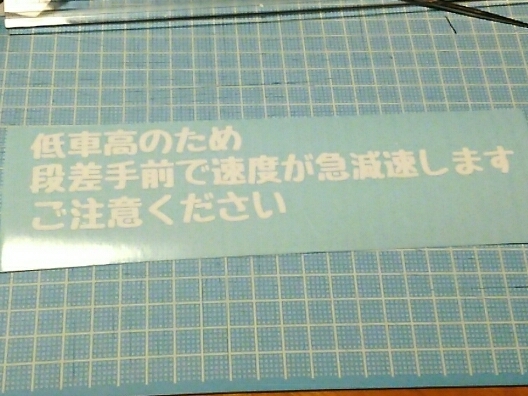 低車高のため
段差手前で速度が急減速します
ご注意ください